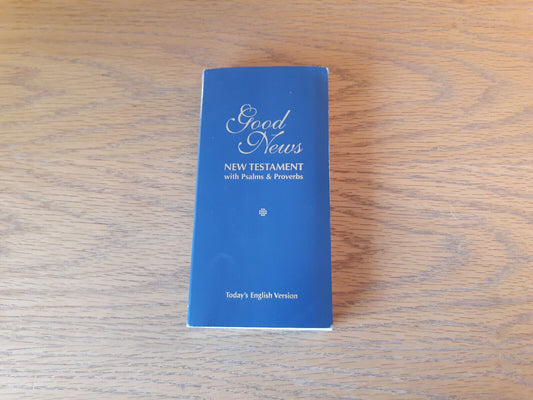 Good
News
NEW TESTAMENT
with Psalms & Proverbs
Today's English Version